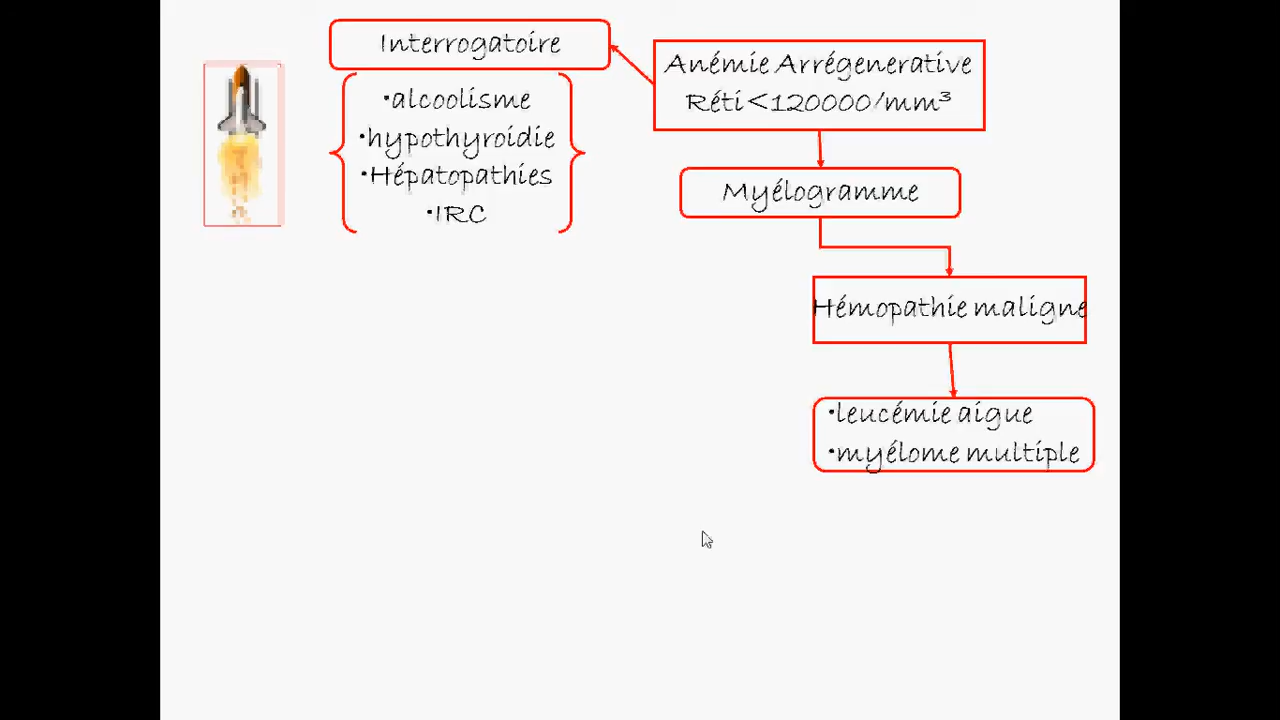 Interrogatoire
•alcoolisme
•hypothyroidie
•Hépatopathies
•IRC
Anémie Arrégenerative
Réti<120000/mm³
Myélogramme
Hémopathie maligne
•leucémie aigue
•myélome multiple